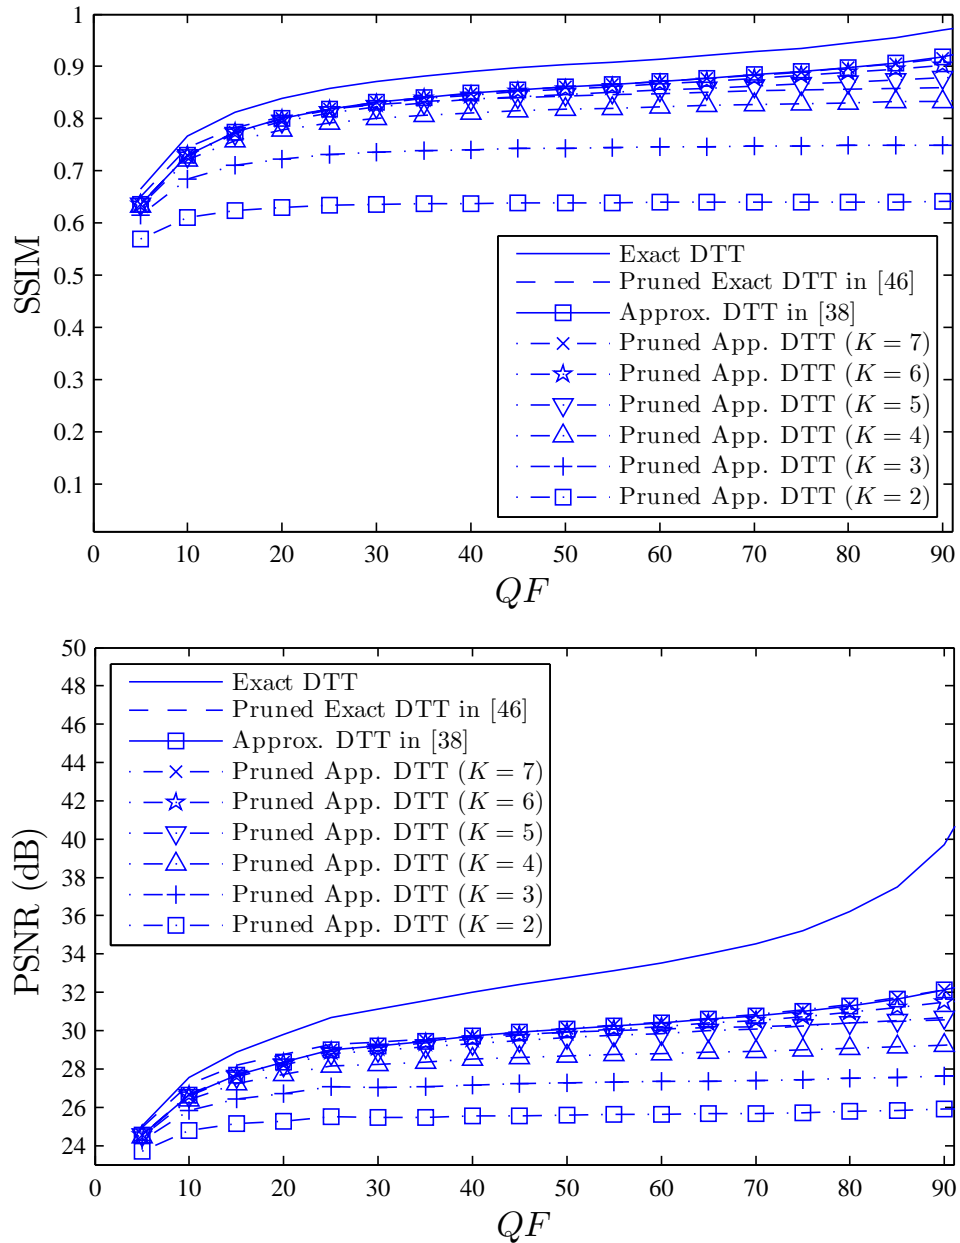 1
0.9
0.8
0.7
0.6
0.5
0.4
0.3
0.2
0.1
SSIM
Exact DTT
Pruned Exact DTT in [46]
Approx. DTT in [38]
Pruned App. DTT (K = 7)
Pruned App. DTT (K = 6)
Pruned App. DTT (K = 5)
Pruned App. DTT (K = 4)
Pruned App. DTT (K = 3)
Pruned App. DTT (K = 2)
0 10 20 30 40 50 60 70 80 90
QF
50
48
46
44
42
40
38
36
34
32
30
28
26
24
PSNR (dB)
Exact DTT
Pruned Exact DTT in [46]
Approx. DTT in [38]
Pruned App. DTT (K = 7)
Pruned App. DTT (K = 6)
Pruned App. DTT (K = 5)
Pruned App. DTT (K = 4)
Pruned App. DTT (K = 3)
Pruned App. DTT (K = 2)
0 10 20 30 40 50 60 70 80 90
QF